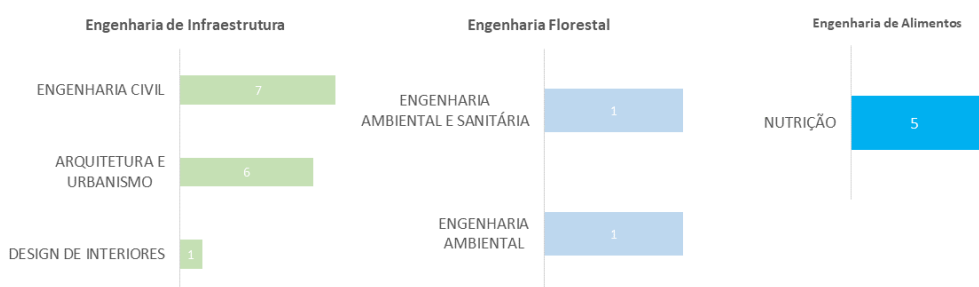 Engenharia de Infraestrutura
ENGENHARIA CIVIL
7
ARQUITETURA E
URBANISMO
6
DESIGN DE INTERIORES
1
Engenharia Florestal
ENGENHARIA
AMBIENTAL E SANITÁRIA
1
ENGENHARIA
AMBIENTAL
1
Engenharia de Alimentos
NUTRIÇÃO
5